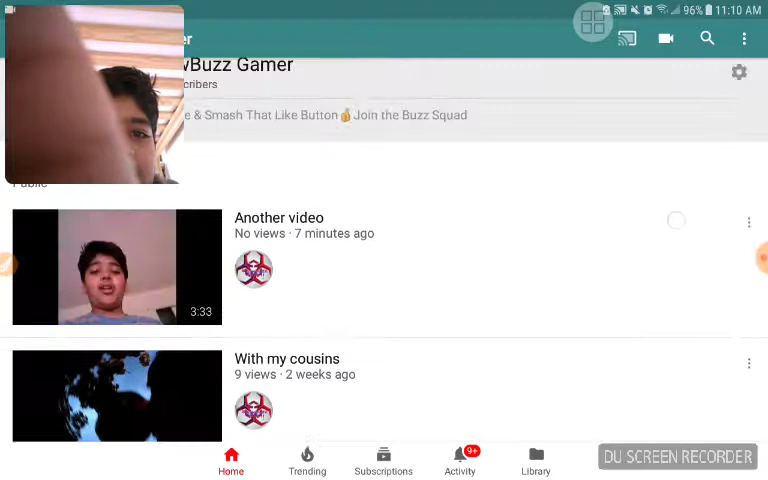 96% 11:10 AM
er
wBuzz Gamer
cribers
e & Smash That Like Button💰Join the Buzz Squad
Public
Another video
No views · 7 minutes ago
3:33
With my cousins
9 views · 2 weeks ago
9+
Home Trending Subscriptions Activity Library
DU SCREEN RECORDER